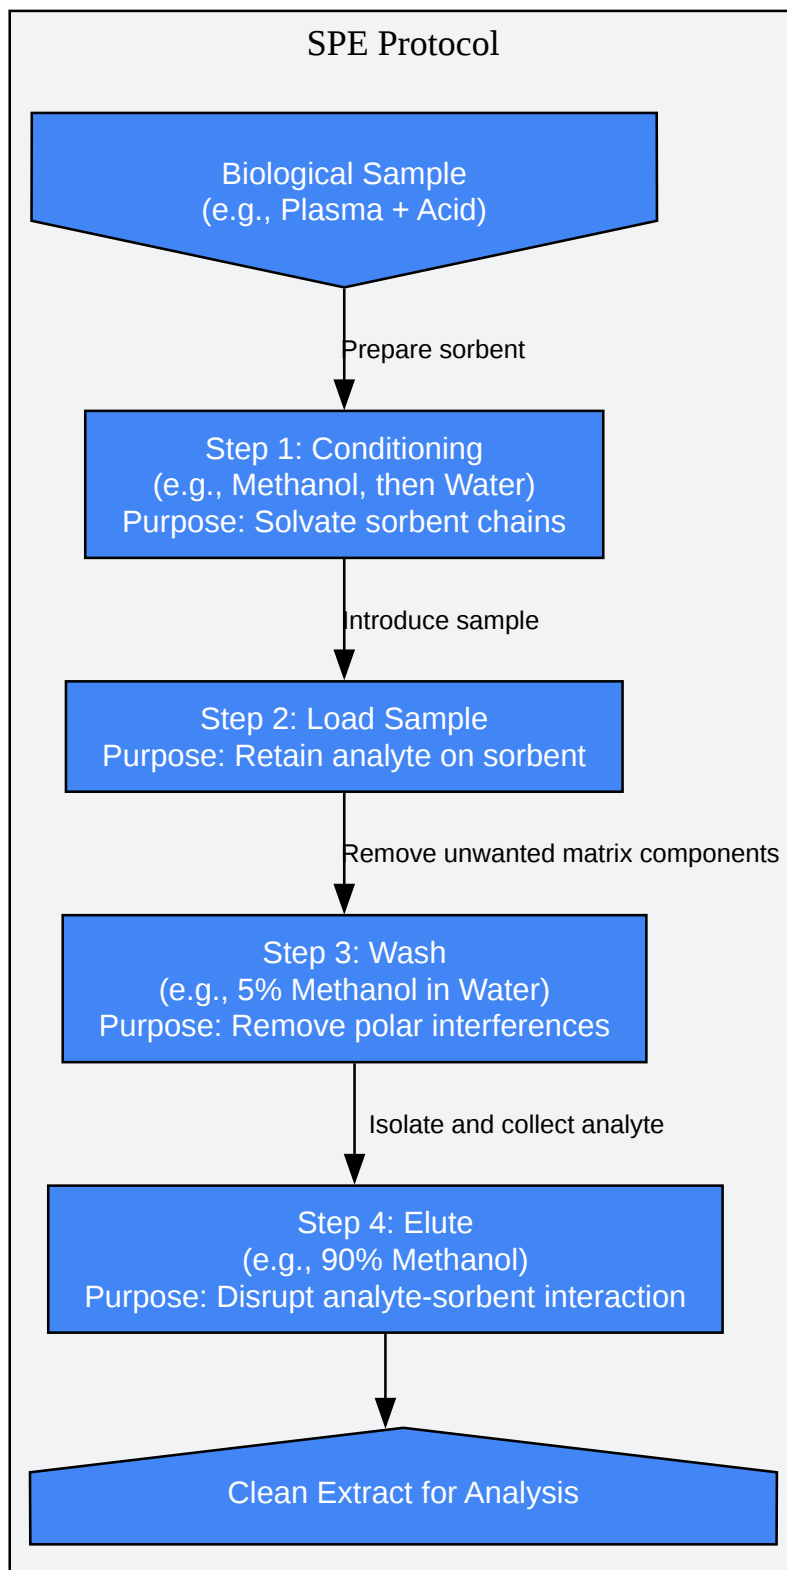 SPE Protocol
Biological Sample
(e.g., Plasma + Acid)
Prepare sorbent
Step 1: Conditioning
(e.g., Methanol, then Water)
Purpose: Solvate sorbent chains
Introduce sample
Step 2: Load Sample
Purpose: Retain analyte on sorbent
Remove unwanted matrix components
Step 3: Wash
(e.g., 5% Methanol in Water)
Purpose: Remove polar interferences
Isolate and collect analyte
Step 4: Elute
(e.g., 90% Methanol)
Purpose: Disrupt analyte-sorbent interaction
Clean Extract for Analysis